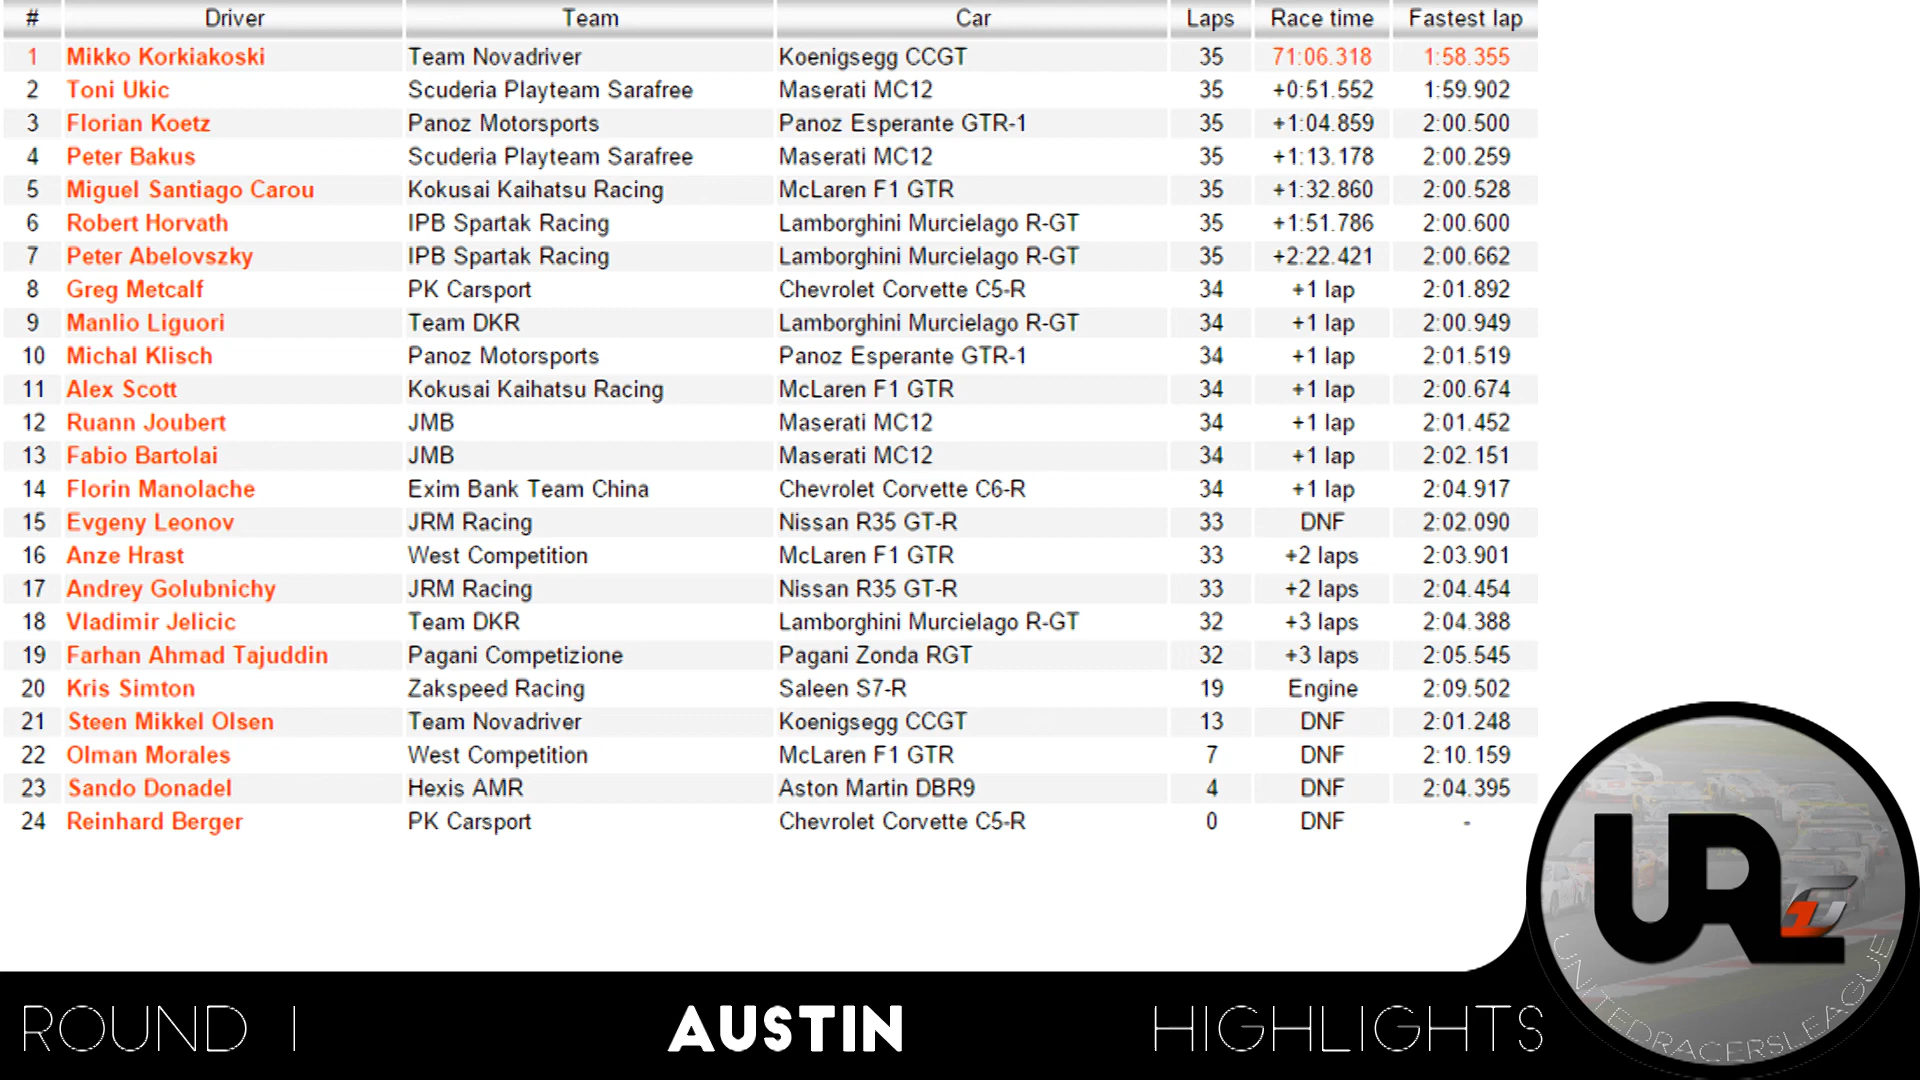 # Driver Team Car Laps Race time Fastest lap
1 Mikko Korkiakoski Team Novadriver Koenigsegg CCGT 35 71:06.318 1:58.355
2 Toni Ukic Scuderia Playteam Sarafree Maserati MC12 35 +0:51.552 1:59.902
3 Florian Koetz Panoz Motorsports Panoz Esperante GTR-1 35 +1:04.859 2:00.500
4 Peter Bakus Scuderia Playteam Sarafree Maserati MC12 35 +1:13.178 2:00.259
5 Miguel Santiago Carou Kokusai Kaihatsu Racing McLaren F1 GTR 35 +1:32.860 2:00.528
6 Robert Horvath IPB Spartak Racing Lamborghini Murcielago R-GT 35 +1:51.786 2:00.600
7 Peter Abelovszky IPB Spartak Racing Lamborghini Murcielago R-GT 35 +2:22.421 2:00.662
8 Greg Metcalf PK Carsport Chevrolet Corvette C5-R 34 +1 lap 2:01.892
9 Manlio Liguori Team DKR Lamborghini Murcielago R-GT 34 +1 lap 2:00.949
10 Michal Klisch Panoz Motorsports Panoz Esperante GTR-1 34 +1 lap 2:01.519
11 Alex Scott Kokusai Kaihatsu Racing McLaren F1 GTR 34 +1 lap 2:00.674
12 Ruann Joubert JMB Maserati MC12 34 +1 lap 2:01.452
13 Fabio Bartolai JMB Maserati MC12 34 +1 lap 2:02.151
14 Florin Manolache Exim Bank Team China Chevrolet Corvette C6-R 34 +1 lap 2:04.917
15 Evgeny Leonov JRM Racing Nissan R35 GT-R 33 DNF 2:02.090
16 Anze Hrast West Competition McLaren F1 GTR 33 +2 laps 2:03.901
17 Andrey Golubnichy JRM Racing Nissan R35 GT-R 33 +2 laps 2:04.454
18 Vladimir Jelicic Team DKR Lamborghini Murcielago R-GT 32 +3 laps 2:04.388
19 Farhan Ahmad Tajuddin Pagani Competizione Pagani Zonda RGT 32 +3 laps 2:05.545
20 Kris Simton Zakspeed Racing Saleen S7-R 19 Engine 2:09.502
21 Steen Mikkel Olsen Team Novadriver Koenigsegg CCGT 13 DNF 2:01.248
22 Olman Morales West Competition McLaren F1 GTR 7 DNF 2:10.159
23 Sando Donadel Hexis AMR Aston Martin DBR9 4 DNF 2:04.395
24 Reinhard Berger PK Carsport Chevrolet Corvette C5-R 0 DNF -
URL
UNITEDRACERSLEAGUE
ROUND 1 AUSTIN HIGHLIGHTS